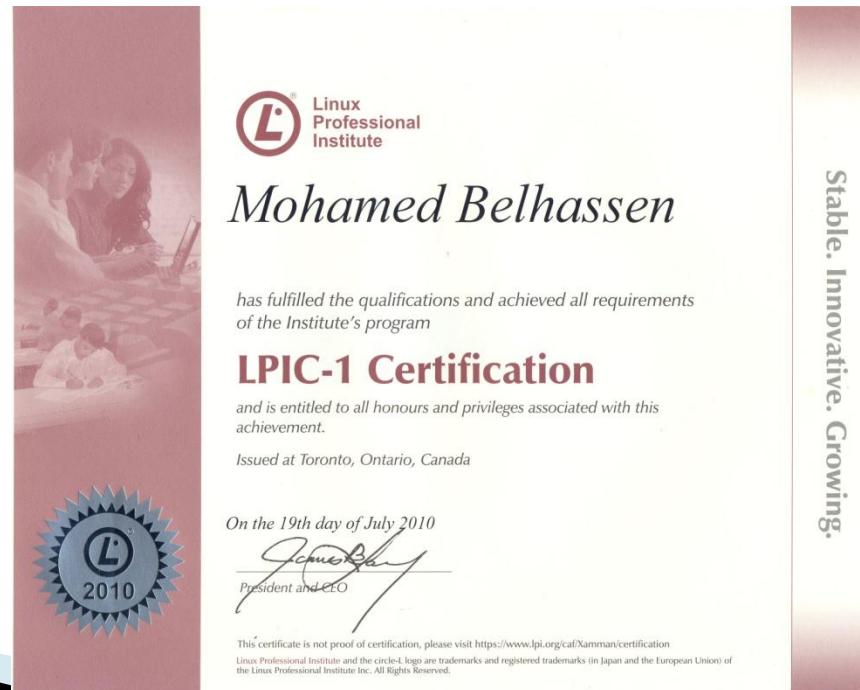 Linux
Professional
Institute
Mohamed Belhassen
has fulfilled the qualifications and achieved all requirements
of the Institute's program
LPIC-1 Certification
and is entitled to all honours and privileges associated with this
achievement.
Issued at Toronto, Ontario, Canada
On the 19th day of July 2010
President and CEO
2010
This certificate is not proof of certification, please visit https://www.lpi.org/caf/Xamman/certification
Linux Professional Institute and the circle-L logo are trademarks and registered trademarks (in Japan and the European Union) of
the Linux Professional Institute Inc. All Rights Reserved.
Stable. Innovative. Growing.